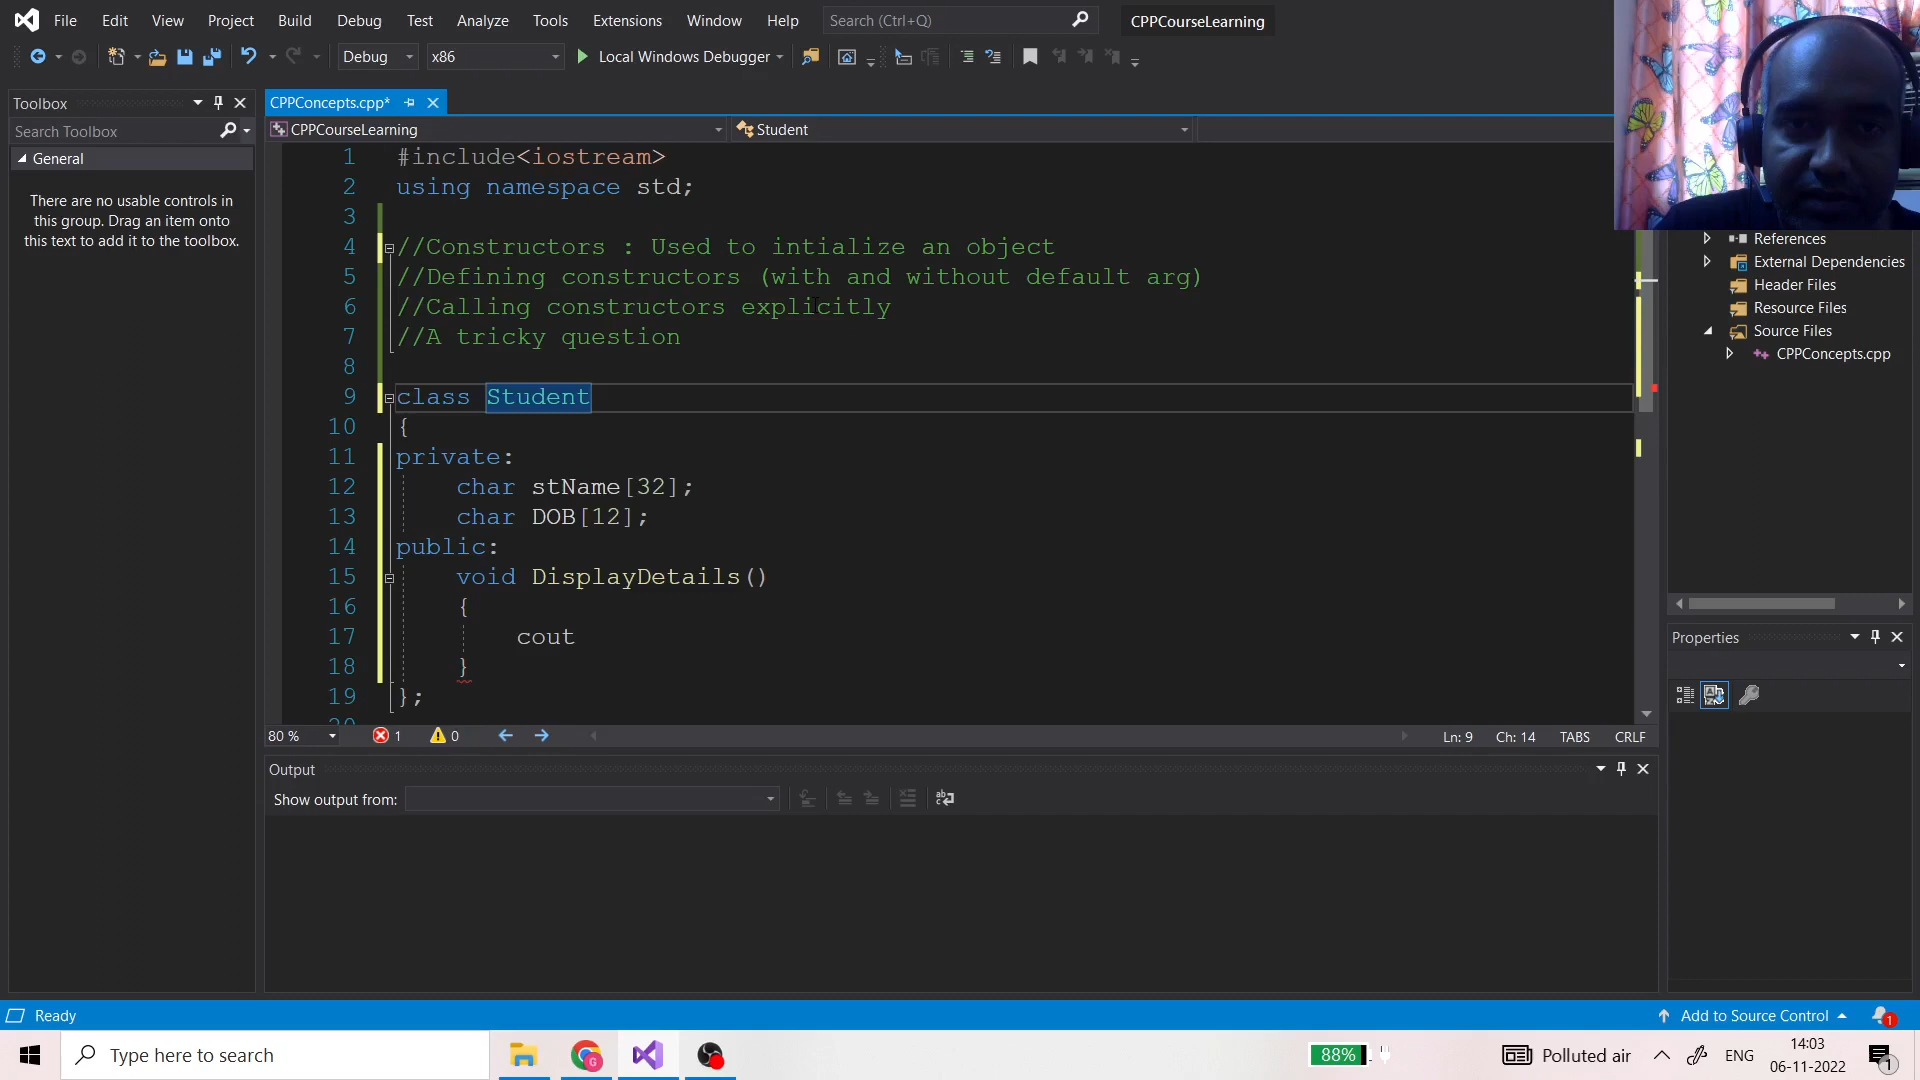 File Edit View Project Build Debug Test Analyze Tools Extensions Window Help Search (Ctrl+Q) CPPCourseLearning
Debug x86 Local Windows Debugger
Toolbox
Search Toolbox
General
There are no usable controls in
this group. Drag an item onto
this text to add it to the toolbox.
CPPConcepts.cpp*
CPPCourseLearning Student
1 #include<iostream>
2 using namespace std;
3
4 //Constructors : Used to intialize an object
5 //Defining constructors (with and without default arg)
6 //Calling constructors explicitly
7 //A tricky question
8
9 class Student
10 {
11 private:
12 char stName[32];
13 char DOB[12];
14 public:
15 void DisplayDetails()
16 {
17 cout
18 }
19 };
20
80 % 1 0 Ln: 9 Ch: 14 TABS CRLF
Output
Show output from:
References
External Dependencies
Header Files
Resource Files
Source Files
CPPConcepts.cpp
Properties
Ready Add to Source Control 1
Type here to search 88% Polluted air ENG 14:03
06-11-2022 1